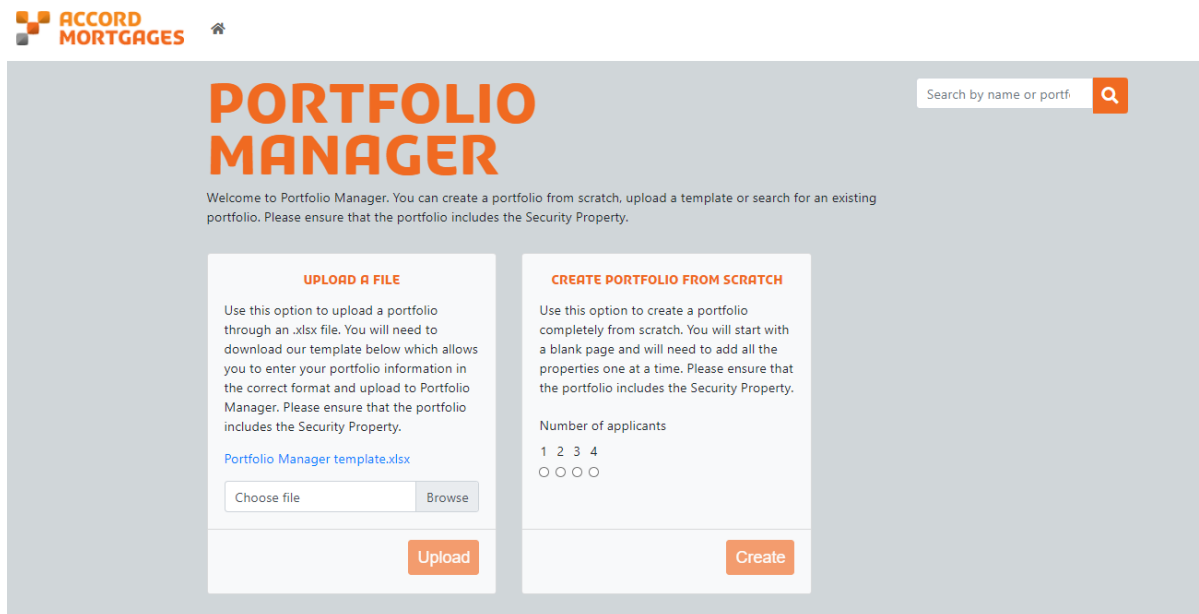 ACCORD
MORTGAGES
PORTFOLIO
MANAGER
Search by name or portf
Welcome to Portfolio Manager. You can create a portfolio from scratch, upload a template or search for an existing
portfolio. Please ensure that the portfolio includes the Security Property.
UPLOAD A FILE
Use this option to upload a portfolio
through an .xlsx file. You will need to
download our template below which allows
you to enter your portfolio information in
the correct format and upload to Portfolio
Manager. Please ensure that the portfolio
includes the Security Property.
Portfolio Manager template.xlsx
Choose file Browse
Upload
CREATE PORTFOLIO FROM SCRATCH
Use this option to create a portfolio
completely from scratch. You will start with
a blank page and will need to add all the
properties one at a time. Please ensure that
the portfolio includes the Security Property.
Number of applicants
1 2 3 4
Create